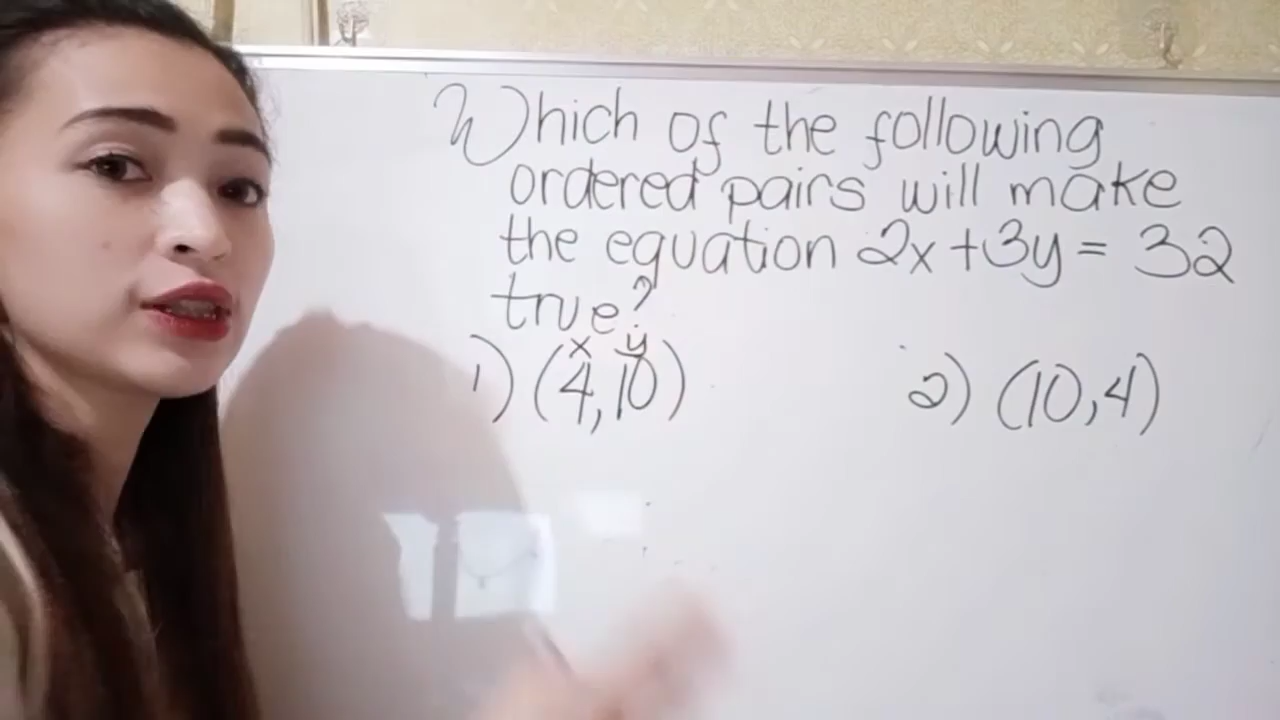 Which of the following
ordered pairs will make
the equation 2x + 3y = 32
true?
x y
1) (4,10) 2) (10,4)